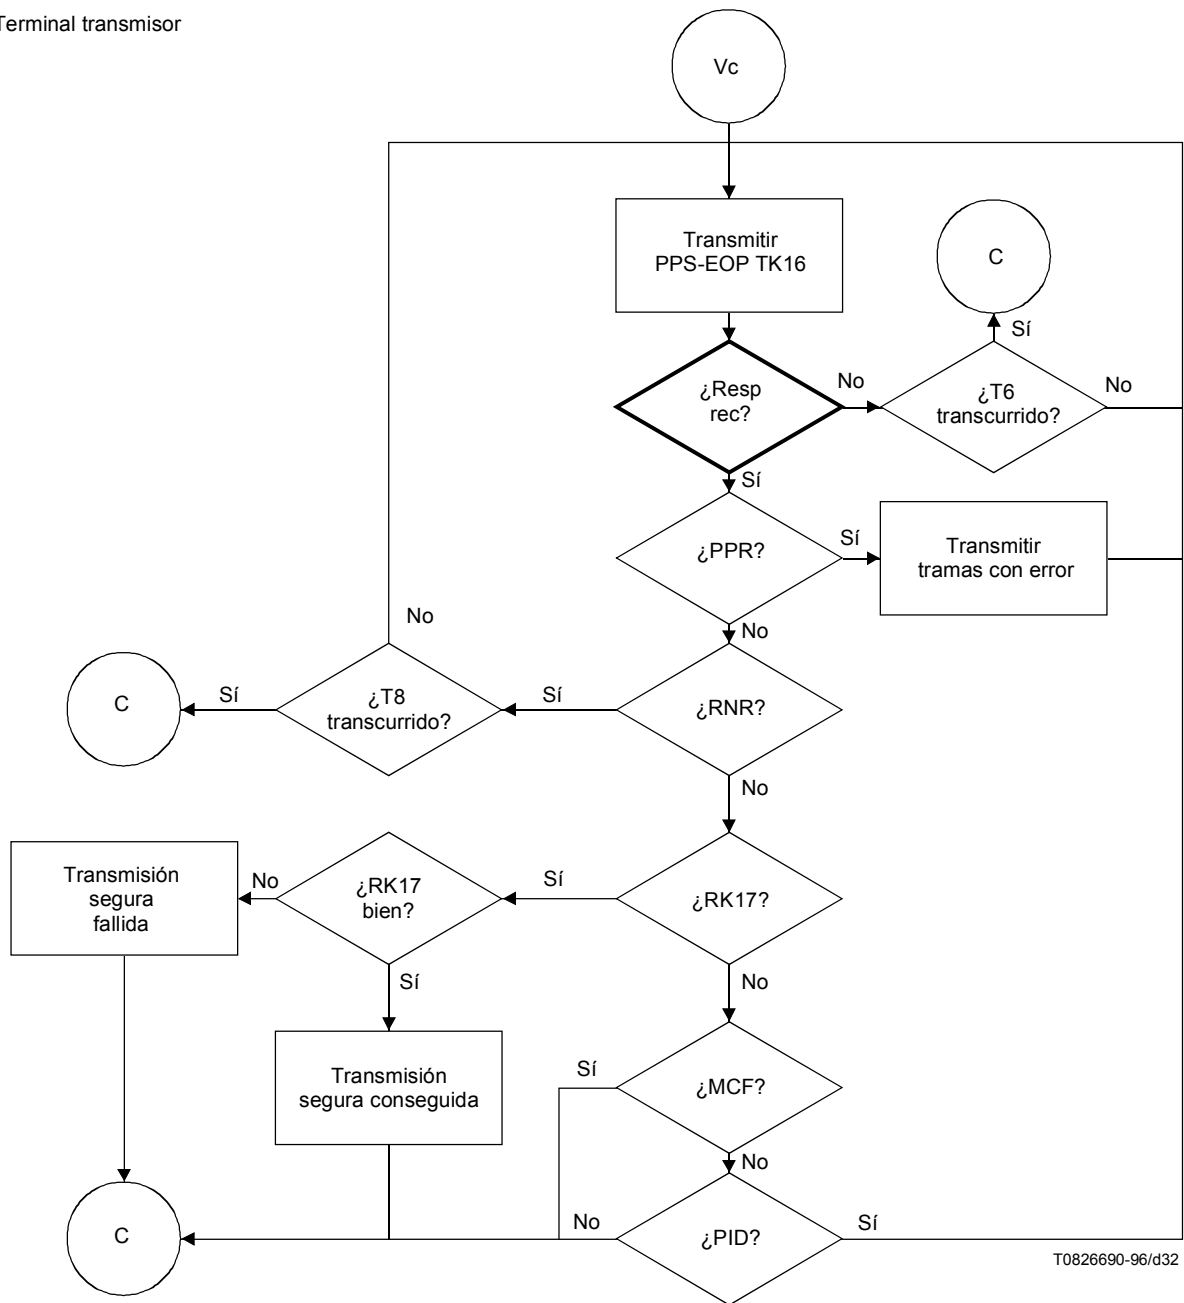 Terminal transmisor
Vc
Transmitir
PPS-EOP TK16
C
Sí
¿Resp
rec?
No
¿T6
transcurrido?
No
Sí
¿PPR?
Sí
Transmitir
tramas con error
No
No
C
Sí
¿T8
transcurrido?
Sí
¿RNR?
No
Transmisión
segura
fallida
No
¿RK17
bien?
Sí
¿RK17?
Sí
No
Transmisión
segura conseguida
Sí
¿MCF?
No
C
No
¿PID?
Sí
T0826690-96/d32